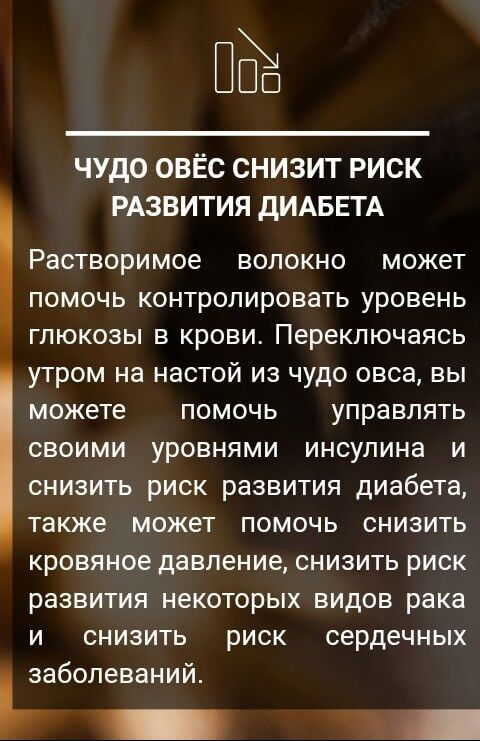 ЧУДО ОВЁС СНИЗИТ РИСК
РАЗВИТИЯ ДИАБЕТА
Растворимое волокно может
помочь контролировать уровень
глюкозы в крови. Переключаясь
утром на настой из чудо овса, вы
можете помочь управлять
своими уровнями инсулина и
снизить риск развития диабета,
также может помочь снизить
кровяное давление, снизить риск
развития некоторых видов рака
и снизить риск сердечных
заболеваний.